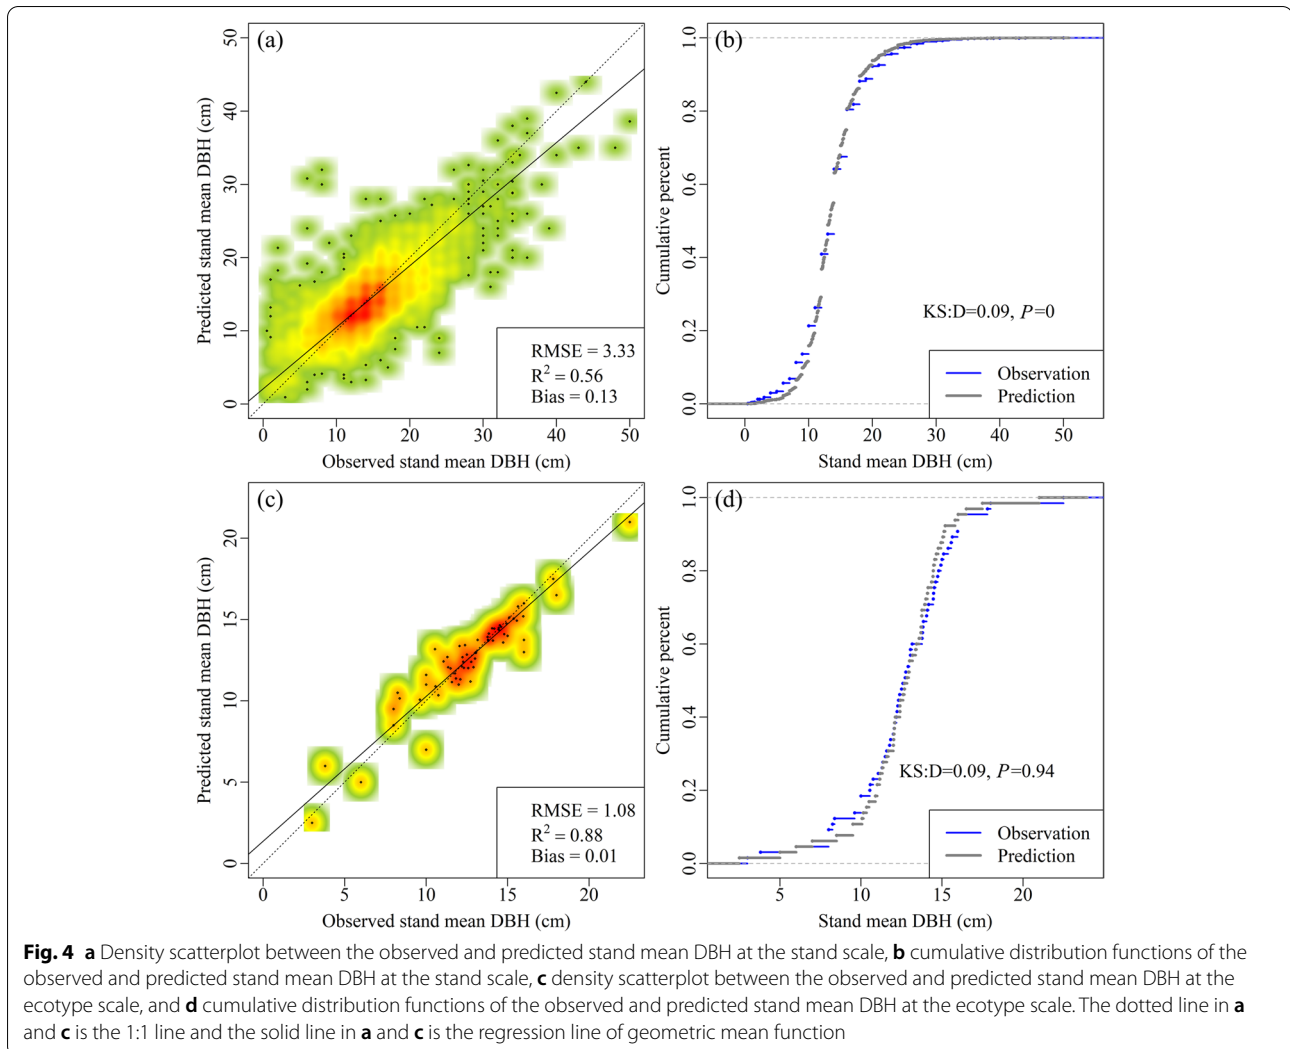 (a)
Predicted stand mean DBH (cm)
0 10 20 30 40 50
0 10 20 30 40 50
Observed stand mean DBH (cm)
RMSE = 3.33
R² = 0.56
Bias = 0.13
(b)
Cumulative percent
0.0 0.2 0.4 0.6 0.8 1.0
0 10 20 30 40 50
Stand mean DBH (cm)
KS:D=0.09, P=0
Observation
Prediction
(c)
Predicted stand mean DBH (cm)
0 5 10 15 20
0 5 10 15 20
Observed stand mean DBH (cm)
RMSE = 1.08
R² = 0.88
Bias = 0.01
(d)
Cumulative percent
0.0 0.2 0.4 0.6 0.8 1.0
5 10 15 20
Stand mean DBH (cm)
KS:D=0.09, P=0.94
Observation
Prediction
Fig. 4 a Density scatterplot between the observed and predicted stand mean DBH at the stand scale, b cumulative distribution functions of the
observed and predicted stand mean DBH at the stand scale, c density scatterplot between the observed and predicted stand mean DBH at the
ecotype scale, and d cumulative distribution functions of the observed and predicted stand mean DBH at the ecotype scale. The dotted line in a
and c is the 1:1 line and the solid line in a and c is the regression line of geometric mean function